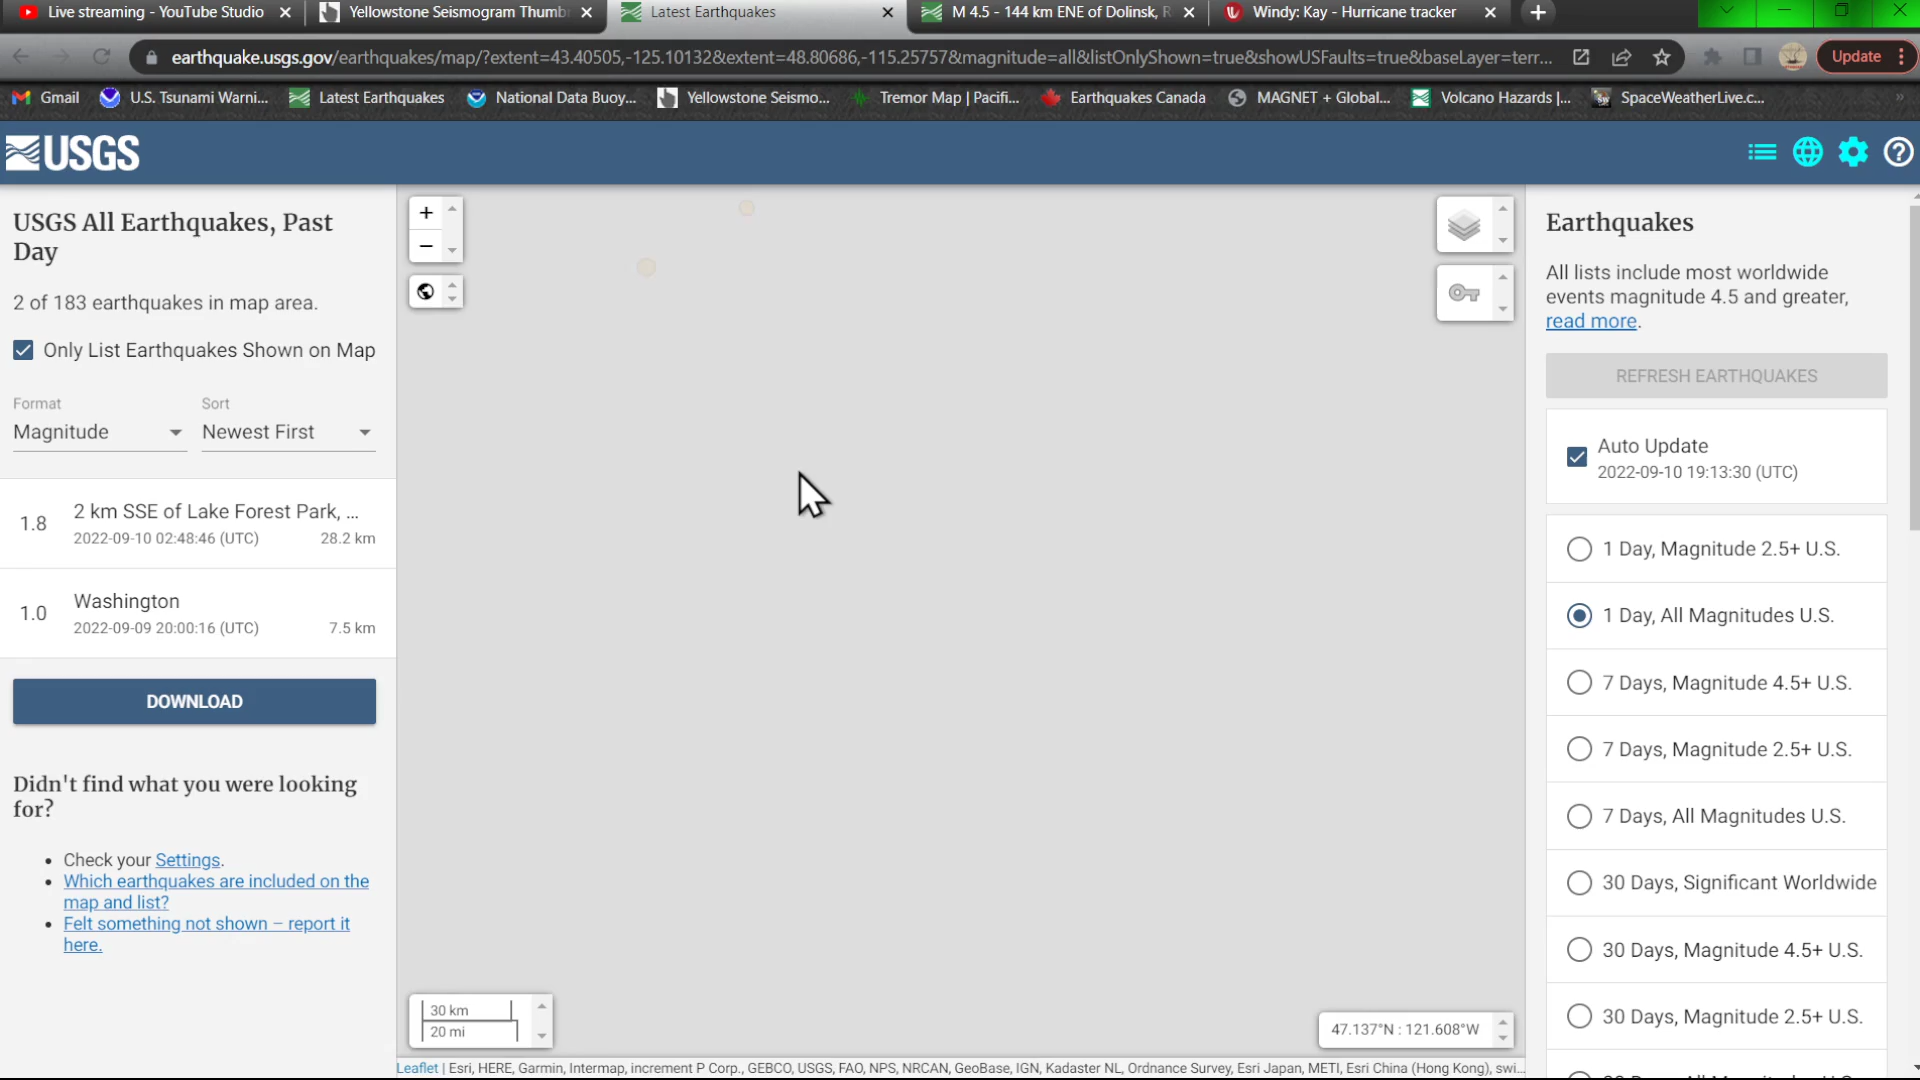 Live streaming - YouTube Studio
Yellowstone Seismogram Thumb
Latest Earthquakes
M 4.5 - 144 km ENE of Dolinsk, R
Windy: Kay - Hurricane tracker
earthquake.usgs.gov/earthquakes/map/?extent=43.40505,-125.10132&extent=48.80686,-115.25757&magnitude=all&listOnlyShown=true&showUSFaults=true&baseLayer=terr...
Update
Gmail
U.S. Tsunami Warni...
Latest Earthquakes
National Data Buoy...
Yellowstone Seismo...
Tremor Map | Pacifi...
Earthquakes Canada
MAGNET + Global...
Volcano Hazards |...
SpaceWeatherLive.c...
USGS
USGS All Earthquakes, Past
Day
2 of 183 earthquakes in map area.
Only List Earthquakes Shown on Map
Format
Sort
Magnitude
Newest First
1.8
2 km SSE of Lake Forest Park, ...
2022-09-10 02:48:46 (UTC)
28.2 km
1.0
Washington
2022-09-09 20:00:16 (UTC)
7.5 km
DOWNLOAD
Didn't find what you were looking
for?
Check your Settings.
Which earthquakes are included on the
map and list?
Felt something not shown – report it
here.
+
−
30 km
20 mi
47.137°N : 121.608°W
Leaflet | Esri, HERE, Garmin, Intermap, increment P Corp., GEBCO, USGS, FAO, NPS, NRCAN, GeoBase, IGN, Kadaster NL, Ordnance Survey, Esri Japan, METI, Esri China (Hong Kong), swi...
Earthquakes
All lists include most worldwide
events magnitude 4.5 and greater,
read more.
REFRESH EARTHQUAKES
Auto Update
2022-09-10 19:13:30 (UTC)
1 Day, Magnitude 2.5+ U.S.
1 Day, All Magnitudes U.S.
7 Days, Magnitude 4.5+ U.S.
7 Days, Magnitude 2.5+ U.S.
7 Days, All Magnitudes U.S.
30 Days, Significant Worldwide
30 Days, Magnitude 4.5+ U.S.
30 Days, Magnitude 2.5+ U.S.